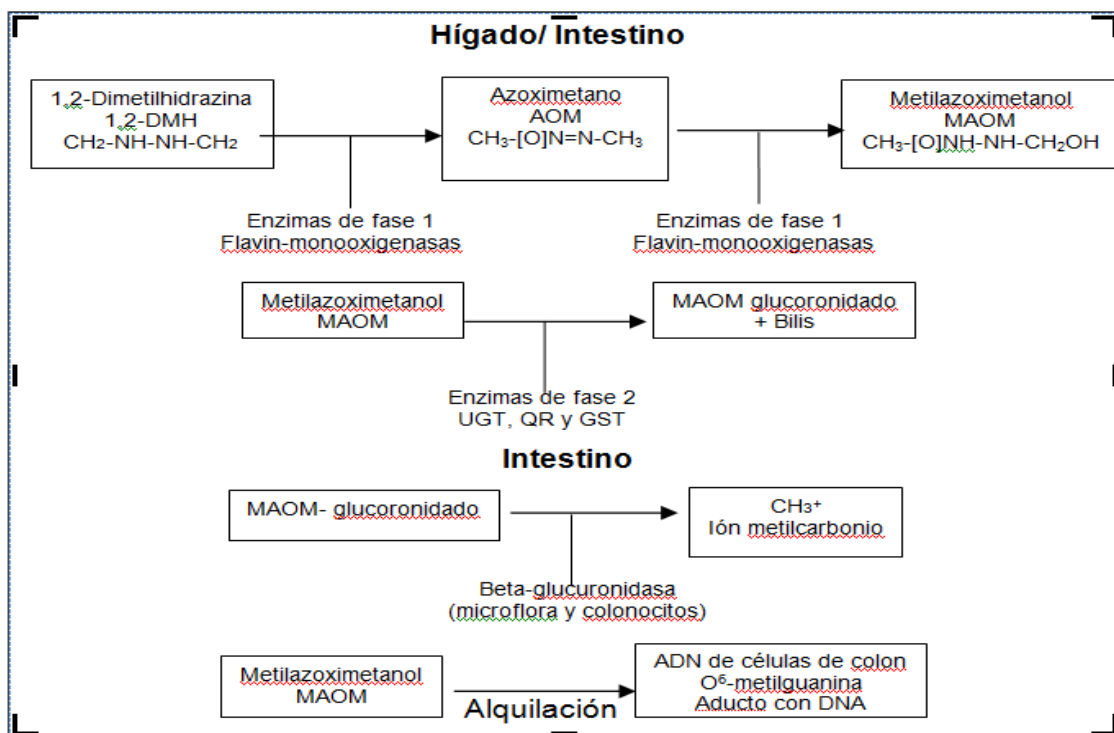 Hígado/ Intestino
1,2-Dimetilhidrazina
1,2-DMH
CH₂-NH-NH-CH₂
Azoximetano
AOM
CH₃-[O]N=N-CH₃
Metilazoximetanol
MAOM
CH₃-[O]NH-NH-CH₂OH
Enzimas de fase 1
Flavin-monooxigenasas
Enzimas de fase 1
Flavin-monooxigenasas
Metilazoximetanol
MAOM
MAOM glucoronidado
+ Bilis
Enzimas de fase 2
UGT, QR y GST
Intestino
MAOM- glucoronidado
CH₃⁺
Ión metilcarbonio
Beta-glucuronidasa
(microflora y colonocitos)
Metilazoximetanol
MAOM
Alquilación
ADN de células de colon
O⁶-metilguanina
Aducto con DNA